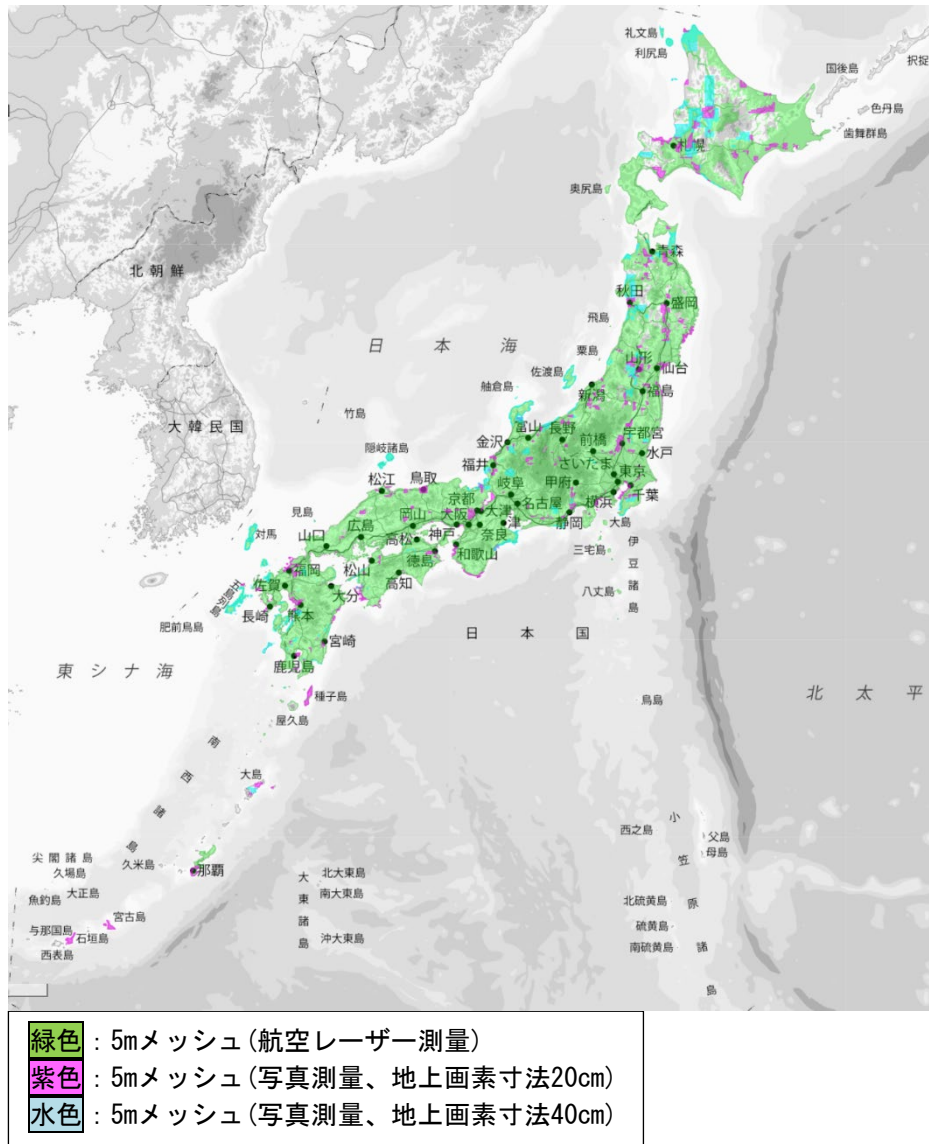 礼文島
利尻島
択捉
国後島
色丹島
歯舞群島
札幌
奥尻島
青森
北朝鮮
秋田
盛岡
飛島
日本海
粟島
山形
仙台
佐渡島
舳倉島
新潟
福島
竹島
大韓民国
富山
長野
宇都宮
金沢
前橋
水戸
隠岐諸島
福井
さいたま
東京
松江
鳥取
岐阜
甲府
千葉
京都
名古屋
横浜
見島
岡山
大阪
大津
津
静岡
大島
対馬
広島
神戸
奈良
伊豆諸島
山口
高松
三宅島
和歌山
徳島
福岡
松山
高知
八丈島
佐賀
大分
五島列島
長崎
熊本
肥前鳥島
日本国
宮崎
鹿児島
東シナ海
種子島
鳥島
北太平
屋久島
南西諸島
大島
小笠原諸島
西之島
父島
母島
尖閣諸島
久場島
久米島
那覇
大東諸島
北大東島
南大東島
魚釣島
大正島
北硫黄島
宮古島
与那国島
石垣島
硫黄島
沖大東島
西表島
南硫黄島
緑色：5mメッシュ(航空レーザー測量)
紫色：5mメッシュ(写真測量、地上画素寸法20cm)
水色：5mメッシュ(写真測量、地上画素寸法40cm)